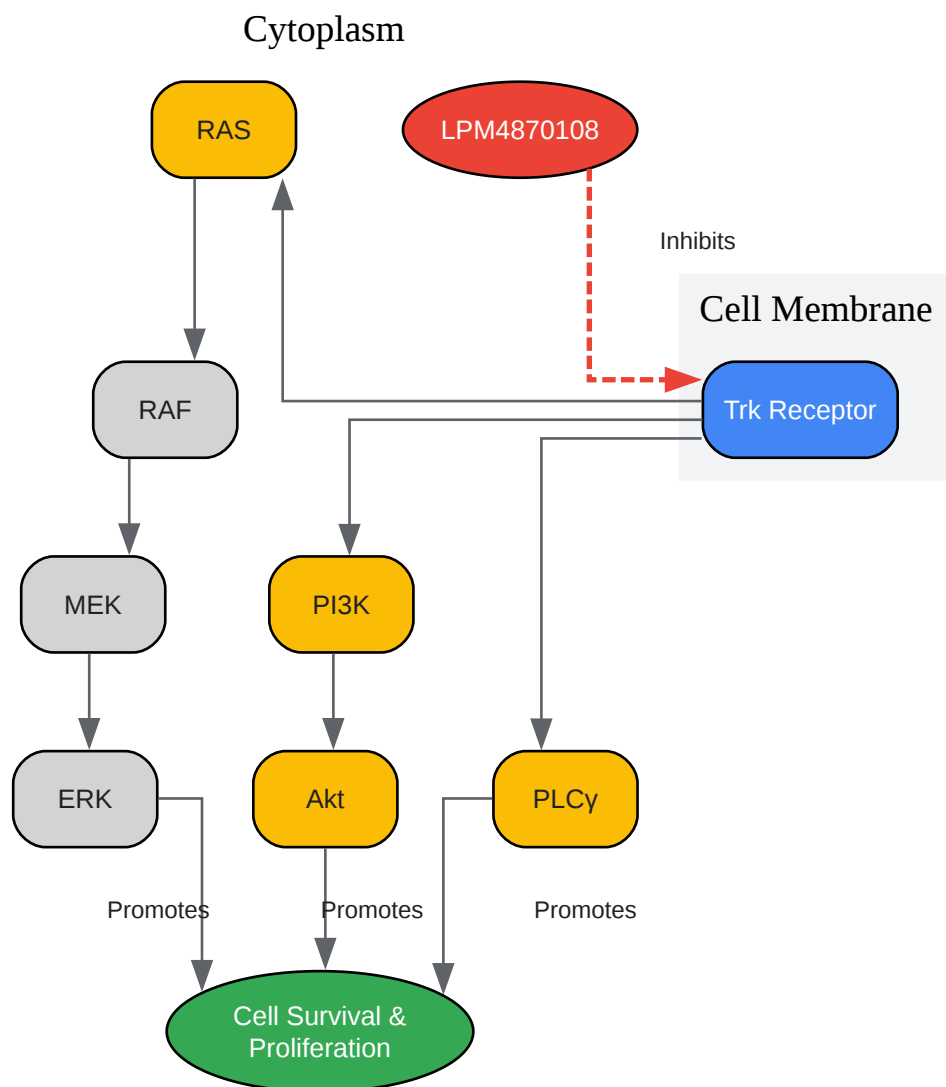 Cytoplasm
RAS
LPM4870108
Inhibits
Cell Membrane
RAF
Trk Receptor
MEK
PI3K
ERK
Akt
PLCγ
Promotes
Promotes
Promotes
Cell Survival &
Proliferation